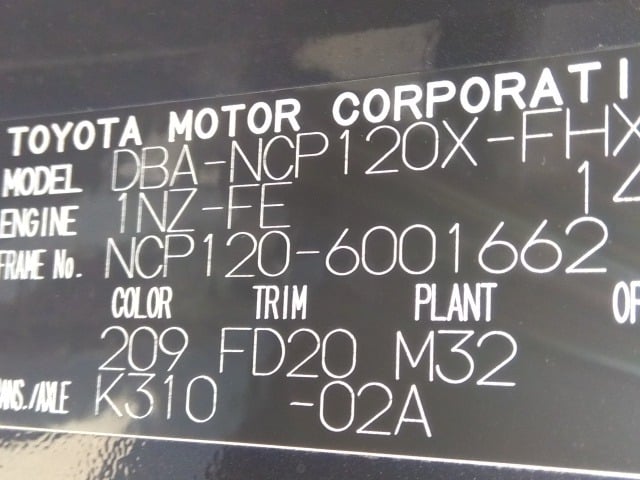 TOYOTA MOTOR CORPORATI
MODEL DBA-NCP120X-FHX
ENGINE 1NZ-FE 14
FRAME No. NCP120-6001662
COLOR TRIM PLANT OP
209 FD20 M32
ANS./AXLE K310 -02A